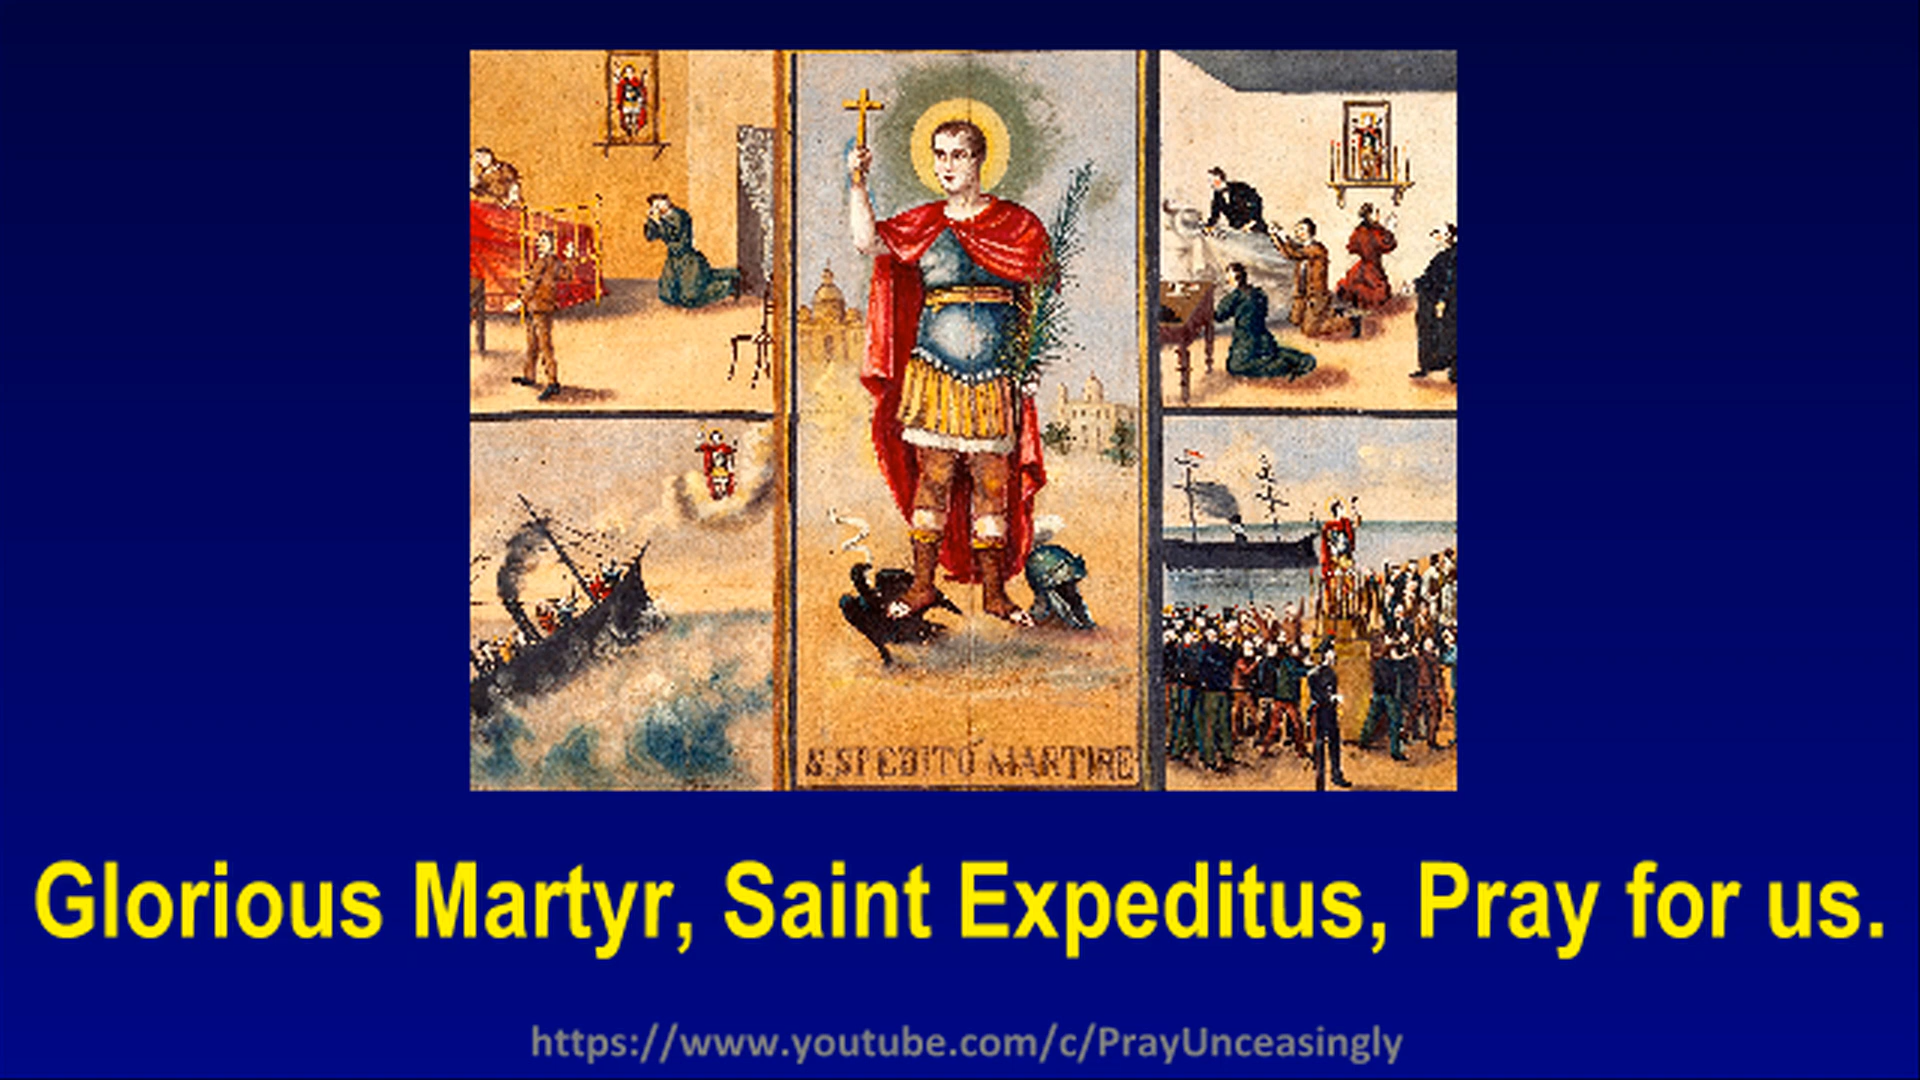 S. SPEDITO MARTIRE
Glorious Martyr, Saint Expeditus, Pray for us.
https://www.youtube.com/c/PrayUnceasingly